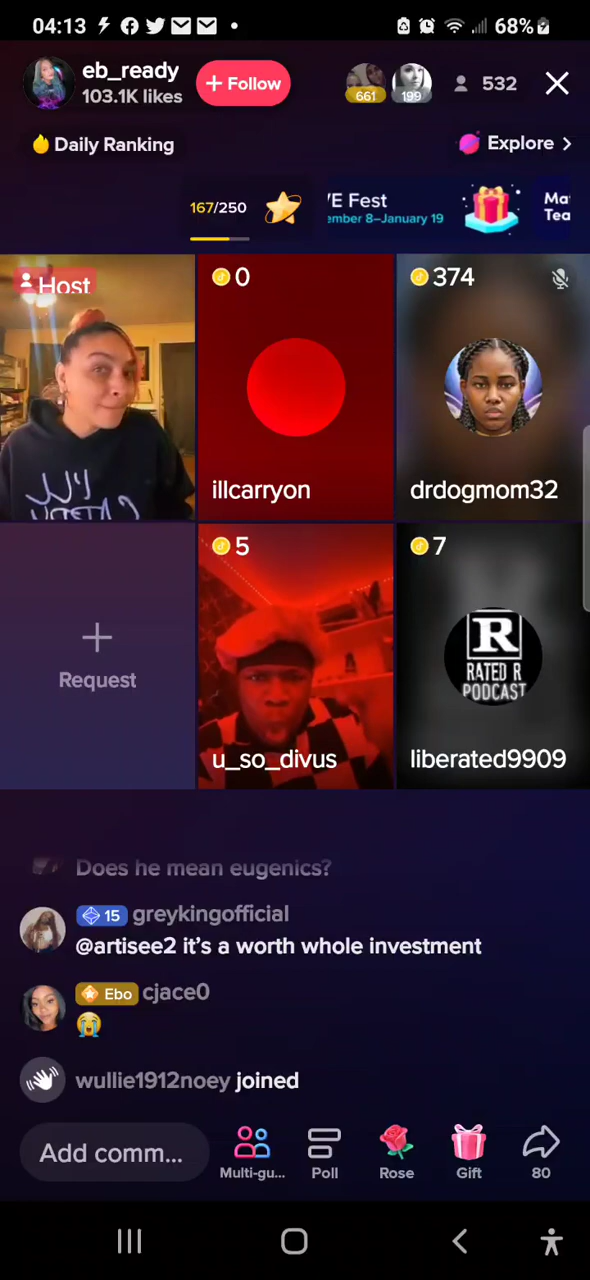 04:13
68%
eb_ready
103.1K likes
+ Follow
661
199
532
Daily Ranking
Explore >
167/250
/E Fest
ember 8–January 19
Ma
Tea
Host
0
374
illcarryon
drdogmom32
5
7
Request
R
RATED R
PODCAST
u_so_divus
liberated9909
Does he mean eugenics?
15 greykingofficial
@artisee2 it's a worth whole investment
Ebo cjace0
😭
wullie1912noey joined
Add comm...
Multi-gu...
Poll
Rose
Gift
80